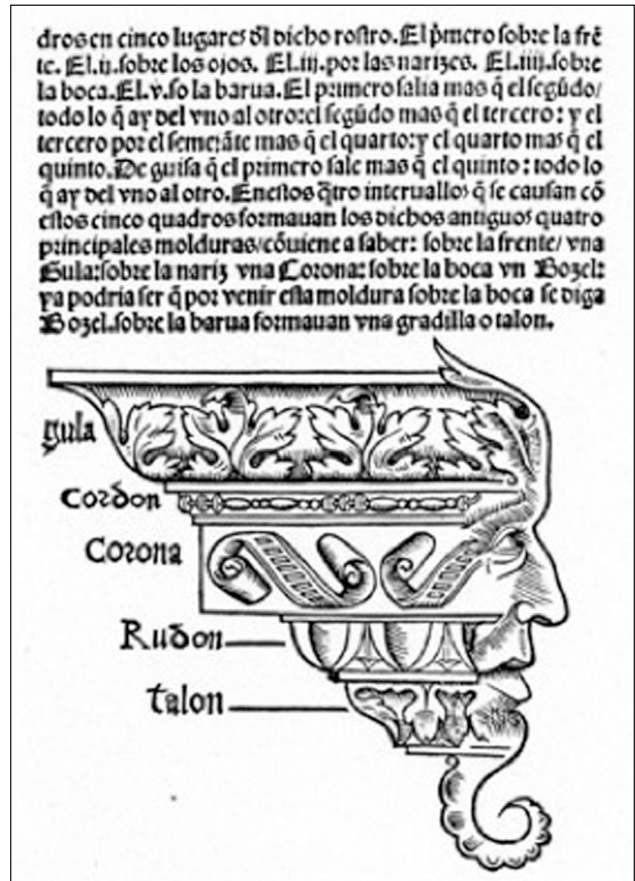 dros en cinco lugares ðl dicho rostro. El p̃mero sobre la frẽ
te. El.ij.sobre los ojos. El.iij.por las narizes. El.iiij.sobre
la boca. El.v.so la barua. El primero salia mas q̃ el segũdo/
todo lo q̃ ay del vno al otro: el segũdo mas q̃ el tercero: y el
tercero por el semejãte mas q̃ el quarto: y el quarto mas q̃ el
quinto. De guisa q̃ el primero sale mas q̃ el quinto: todo lo
q̃ ay del vno al otro. Enestos q̃tro interuallos q̃ se causan cõ
estos cinco quadros formauan los dichos antiguos quatro
principales molduras/cõuiene a saber: sobre la frente/ vna
Gula: sobre la nariz vna Corona: sobre la boca vn Bozel:
ya podria ser q̃ por venir esta moldura sobre la boca se diga
Bozel. sobre la barua formauan vna gradilla o talon.
gula
Cordon
Corona
Rudon
talon